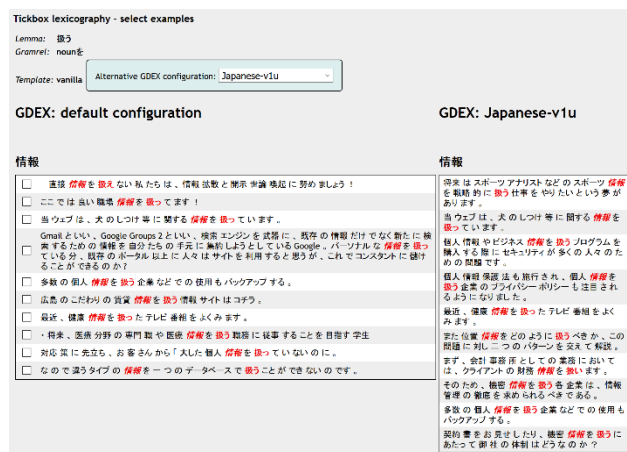 Tickbox lexicography - select examples
Lemma: 扱う
Gramrel: nounを
Template: vanilla
Alternative GDEX configuration: Japanese-v1u
GDEX: default configuration
情報
直接 情報 を 扱え ない 私 たち は 、 情報 拡散 と 開示 世論 喚起 に 努め ましょう ！
ここ で は 良い 職場 情報 を 扱っ て ます ！
当 ウェブ は 、 犬 の しつけ 等 に 関する 情報 を 扱っ て い ます 。
Gmail と いい 、 Google Groups 2 と いい 、 検索 エンジン を 武器 に 、 既存 の 情報 だけ で なく 新た に 検
索 する ため の 情報 を 自分 たち の 手元 に 集約 しよ う と し て いる Google 。 パーソナル な 情報 を 扱っ
て いる 分 、 既存 の ポータル 以上 に 人々 は サイト を 利用 する と 思う が 、 これ で コンスタント に 儲け
る こと が できる の か ?
多数 の 個人 情報 を 扱う 企業 など で の 使用 も バックアップ する 。
広島 の こだわり の 賃貸 情報 を 扱う 情報 サイト は コチラ 。
最近 、 健康 情報 を 扱っ た テレビ 番組 を よく み ます 。
・ 将来 、 医療 分野 の 専門 職 や 医療 情報 を 扱う 職務 に 従事 する こと を 目指す 学生
対応 策 に 先立ち 、 お 客 さん から 「 大した 個人 情報 を 扱っ て い ない の に 。
な の で 違う タイプ の 情報 を 一 つ の データベース で 扱う こと が でき ない の です 。
GDEX: Japanese-v1u
情報
将来 は スポーツ アナリスト など の スポーツ 情報
を 戦略 的 に 扱う 仕事 を やり たい と いう 夢 が
あり ます 。
当 ウェブ は 、 犬 の しつけ 等 に 関する 情報 を
扱っ て い ます 。
個人 情報 や ビジネス 情報 を 扱う プログラム を
購入 する 際 に セキュリティ が 多く の 人々 の た
め の 問題 です 。
個人 情報 保護 法 も 施行 さ れ 、 個人 情報 を
扱う 企業 の プライバシー ポリシー も 注目 され
る よう に なり まし た 。
最近 、 健康 情報 を 扱っ た テレビ 番組 を よく
み ます 。
また 位置 情報 を どの よう に 扱う べき か 、 この
問題 に 対し 二 つ の パターン を 交え て 解説 。
まず 、 会計 事務 所 と し て の 業務 に おい て
は 、 クライアント の 財務 情報 を 扱い ます 。
その ため 、 機密 情報 を 扱う 各 企業 は 、 情報
管理 の 徹底 を 求め られる べき で ある 。
多数 の 個人 情報 を 扱う 企業 など で の 使用 も
バックアップ する 。
契約 書 を お 見せ し たり 、 機密 情報 を 扱う に
あたっ て 御社 の 体制 は どう な の か ?